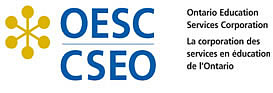 OESC
CSEO
Ontario Education
Services Corporation
La corporation des
services en éducation
de l'Ontario